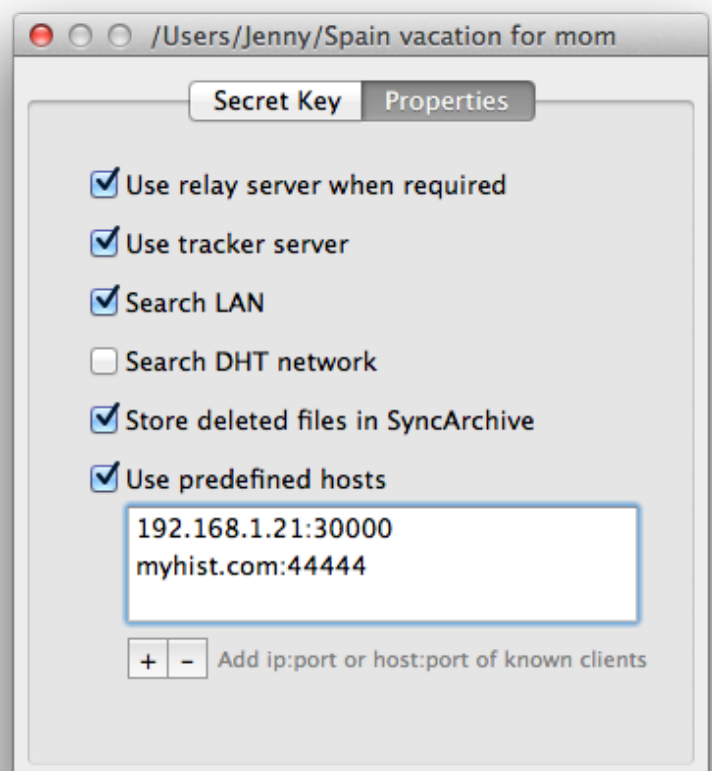 /Users/Jenny/Spain vacation for mom
Secret Key Properties
Use relay server when required
Use tracker server
Search LAN
Search DHT network
Store deleted files in SyncArchive
Use predefined hosts
192.168.1.21:30000
myhist.com:44444
+ - Add ip:port or host:port of known clients